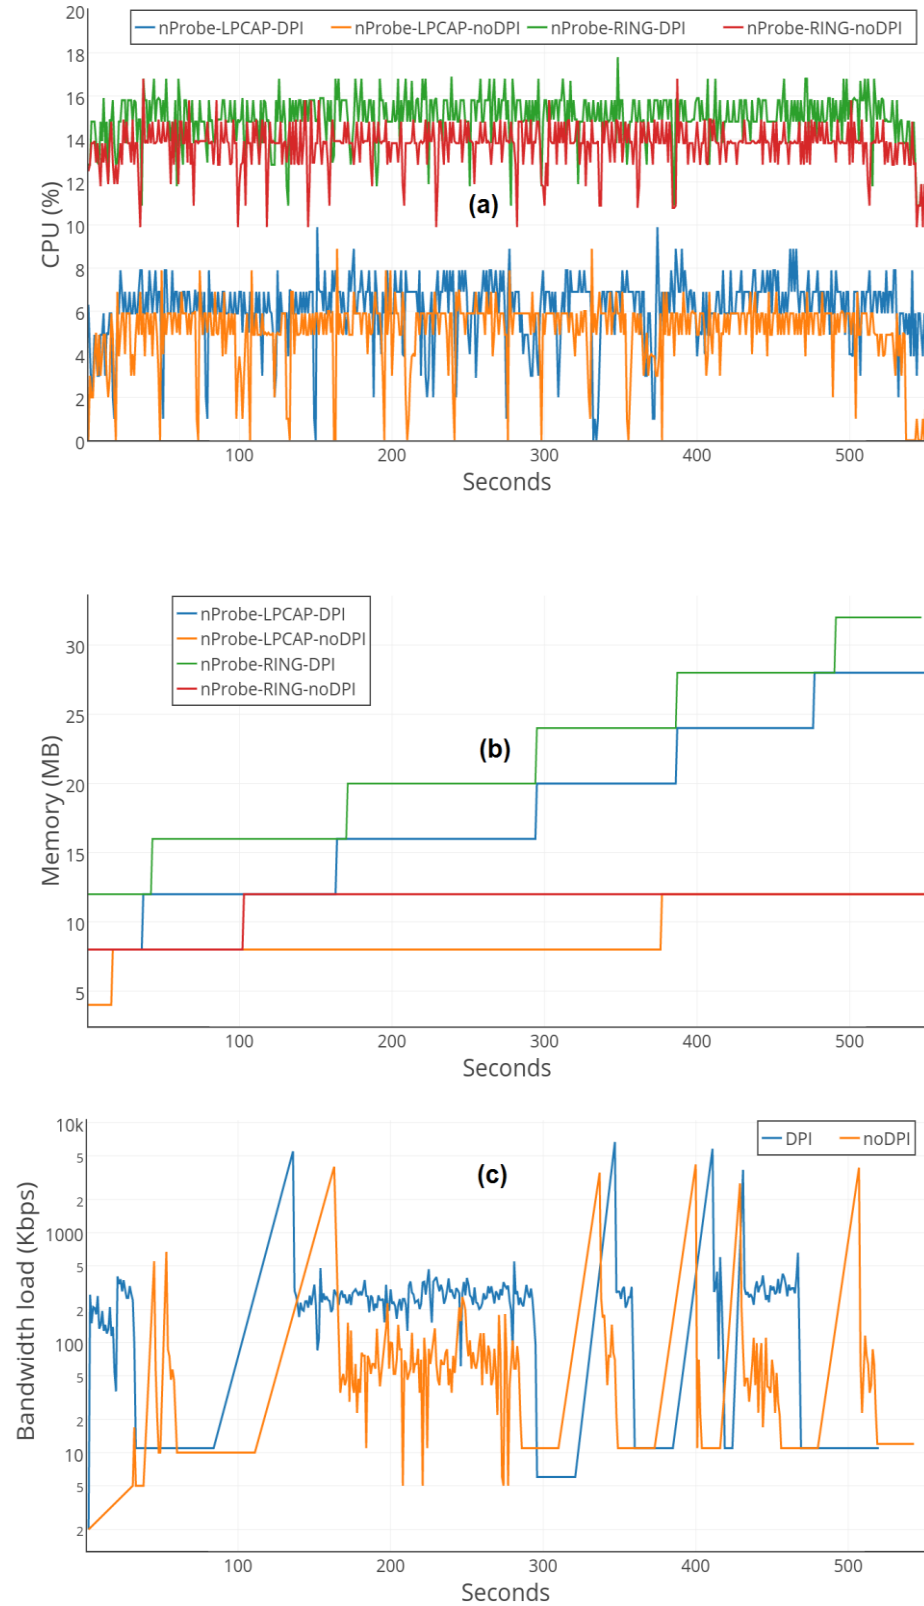 20
nProbe-LPCAP-DPI nProbe-LPCAP-noDPI nProbe-RING-DPI nProbe-RING-noDPI
18
16
14
12
(a)
10
8
6
4
2
0
CPU (%)
100 200 300 400 500
Seconds
nProbe-LPCAP-DPI
nProbe-LPCAP-noDPI
nProbe-RING-DPI
nProbe-RING-noDPI
30
25
(b)
20
15
10
5
Memory (MB)
100 200 300 400 500
Seconds
10k
DPI noDPI
5
(c)
2
1000
5
2
100
5
2
10
5
2
Bandwidth load (Kbps)
100 200 300 400 500
Seconds